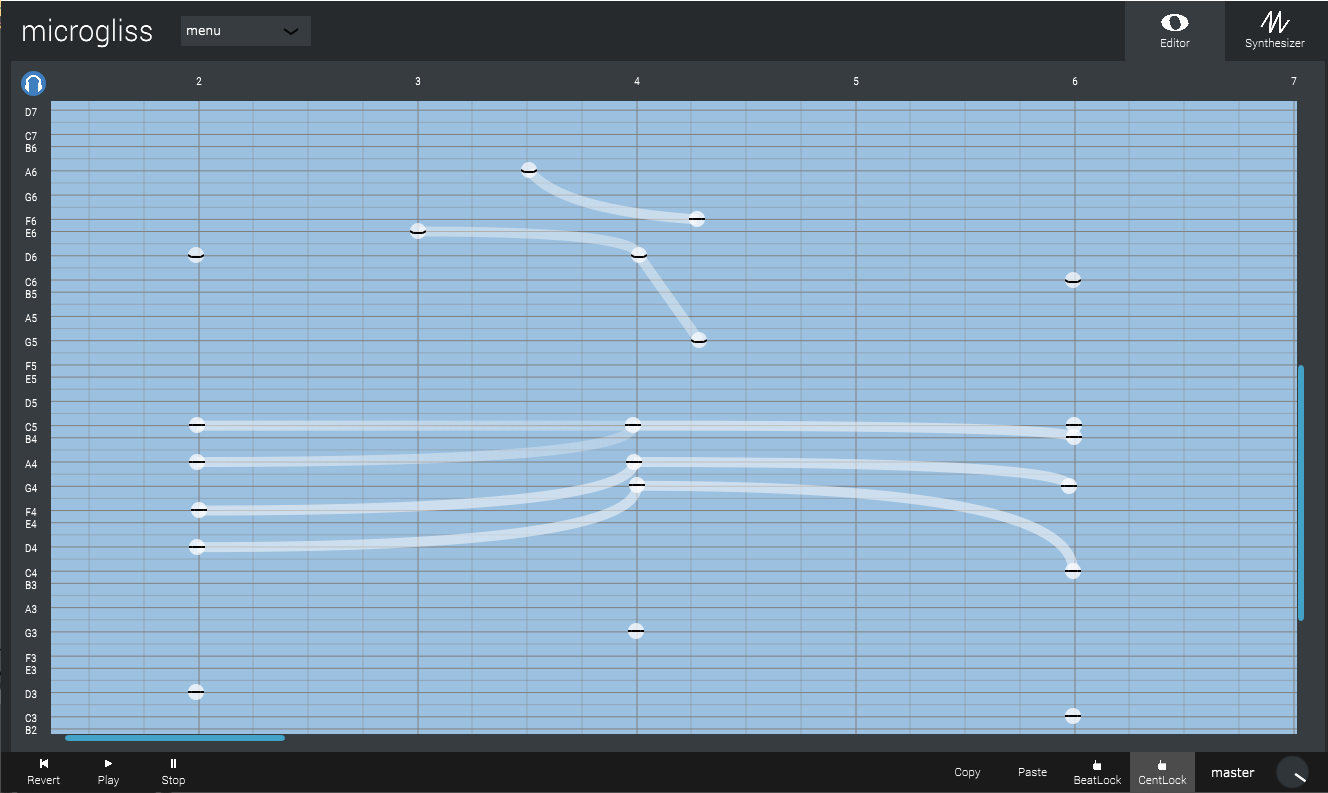 microgliss
menu
Editor
Synthesizer
2 3 4 5 6 7
D7
C7
B6
A6
G6
F6
E6
D6
C6
B5
A5
G5
F5
E5
D5
C5
B4
A4
G4
F4
E4
D4
C4
B3
A3
G3
F3
E3
D3
C3
B2
Revert Play Stop Copy Paste BeatLock CentLock master